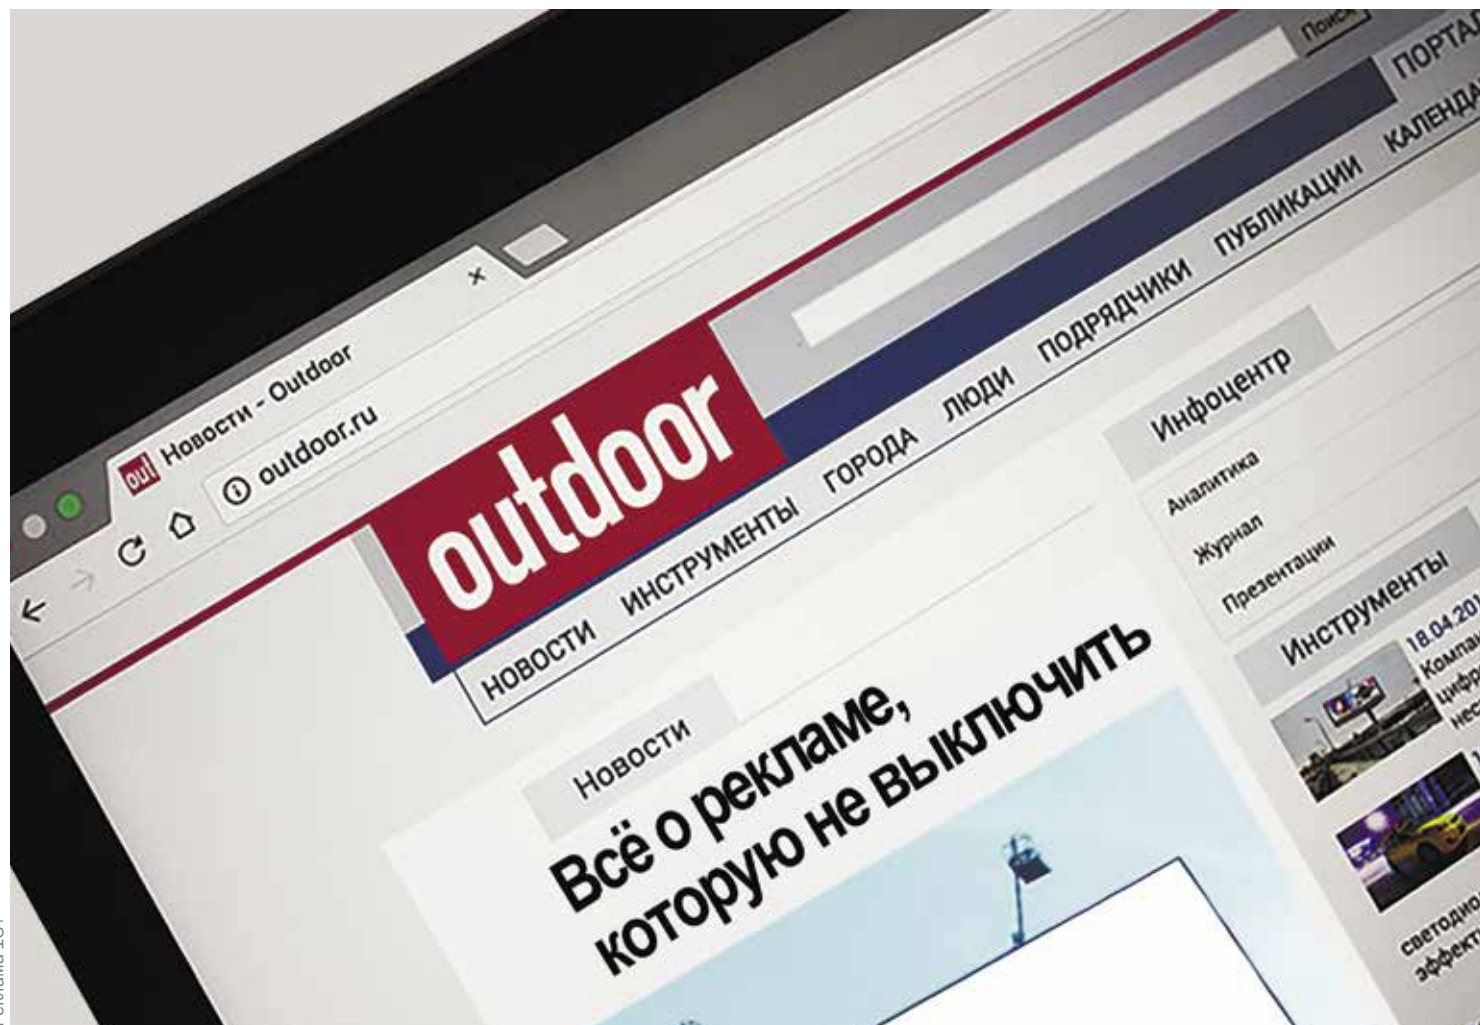 Новости - Outdoor
outdoor.ru
Поиск
outdoor
НОВОСТИ ИНСТРУМЕНТЫ ГОРОДА ЛЮДИ ПОДРЯДЧИКИ ПУБЛИКАЦИИ
Новости
Всё о рекламе,
которую не выключить
Инфоцентр
Аналитика
Журнал
Презентации
Инструменты